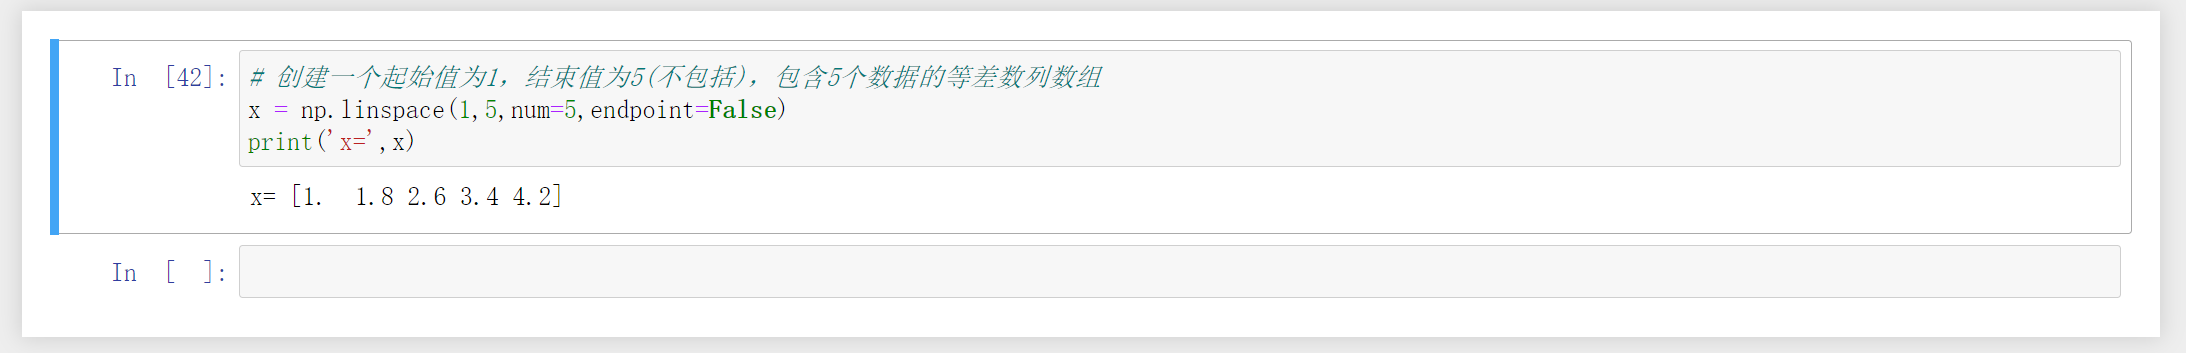 In [42]: # 创建一个起始值为1，结束值为5(不包括)，包含5个数据的等差数列数组
x = np.linspace(1,5,num=5,endpoint=False)
print('x=',x)
x= [1.  1.8 2.6 3.4 4.2]
In [ ]: